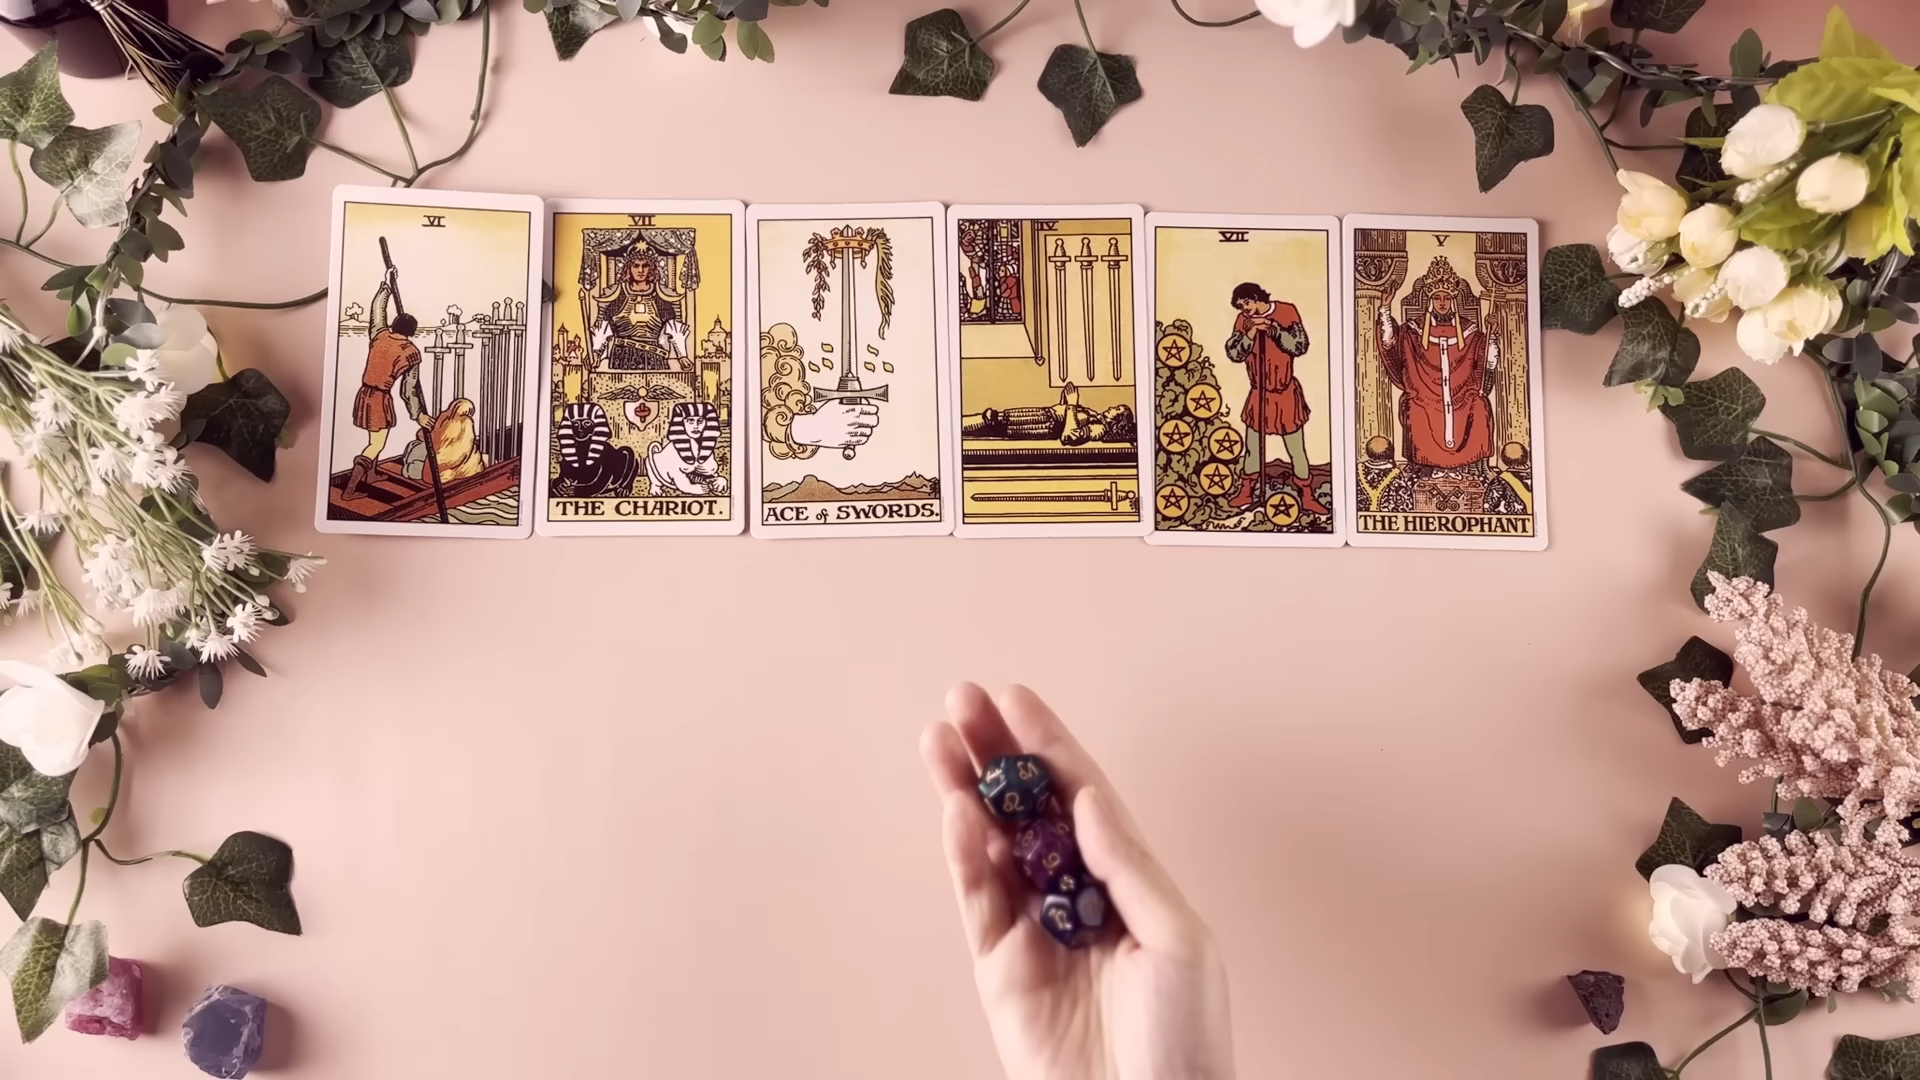 VI
VII
THE CHARIOT.
ACE of SWORDS.
IV
VII
V
THE HIEROPHANT